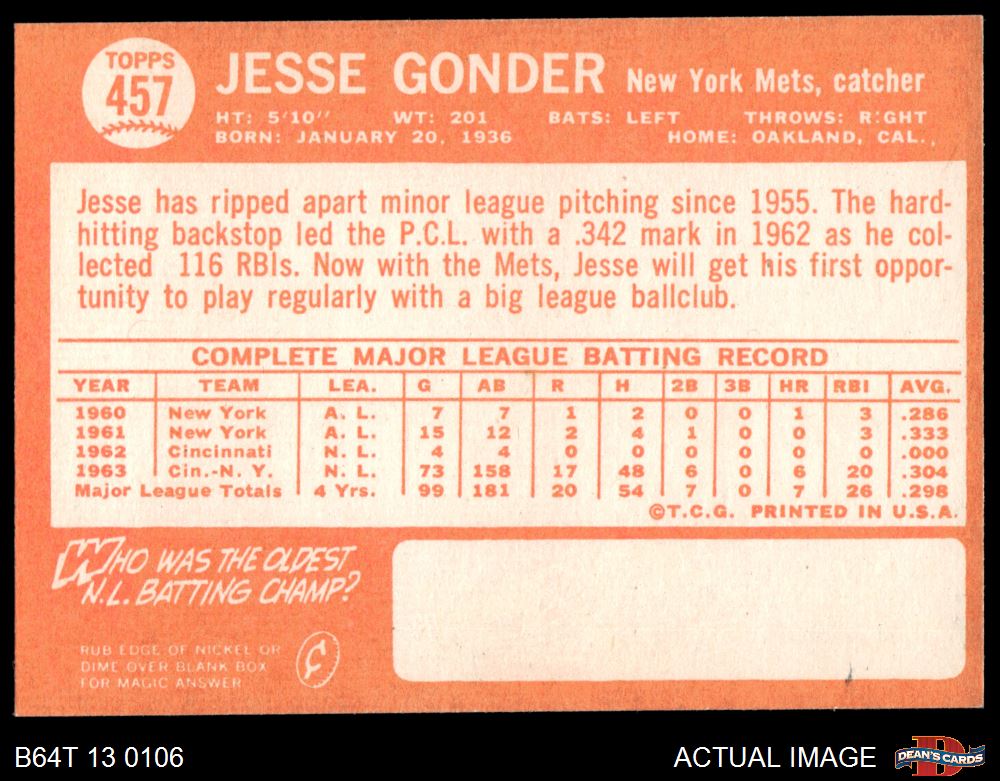 TOPPS
457
JESSE GONDER New York Mets, catcher
HT: 5'10" WT: 201 BATS: LEFT THROWS: RIGHT
BORN: JANUARY 20, 1936 HOME: OAKLAND, CAL.
Jesse has ripped apart minor league pitching since 1955. The hard-
hitting backstop led the P.C.L. with a .342 mark in 1962 as he col-
lected 116 RBIs. Now with the Mets, Jesse will get his first oppor-
tunity to play regularly with a big league ballclub.
COMPLETE MAJOR LEAGUE BATTING RECORD
YEAR TEAM LEA. G AB R H 2B 3B HR RBI AVG.
1960 New York A. L. 7 7 1 2 0 0 1 3 .286
1961 New York A. L. 15 12 2 4 1 0 0 3 .333
1962 Cincinnati N. L. 4 4 0 0 0 0 0 0 .000
1963 Cin.-N. Y. N. L. 73 158 17 48 6 0 6 20 .304
Major League Totals 4 Yrs. 99 181 20 54 7 0 7 26 .298
©T.C.G. PRINTED IN U.S.A.
WHO WAS THE OLDEST
N.L. BATTING CHAMP?
RUB EDGE OF NICKEL OR
DIME OVER BLANK BOX
FOR MAGIC ANSWER
¢
B64T 13 0106 ACTUAL IMAGE DEAN'S CARDS